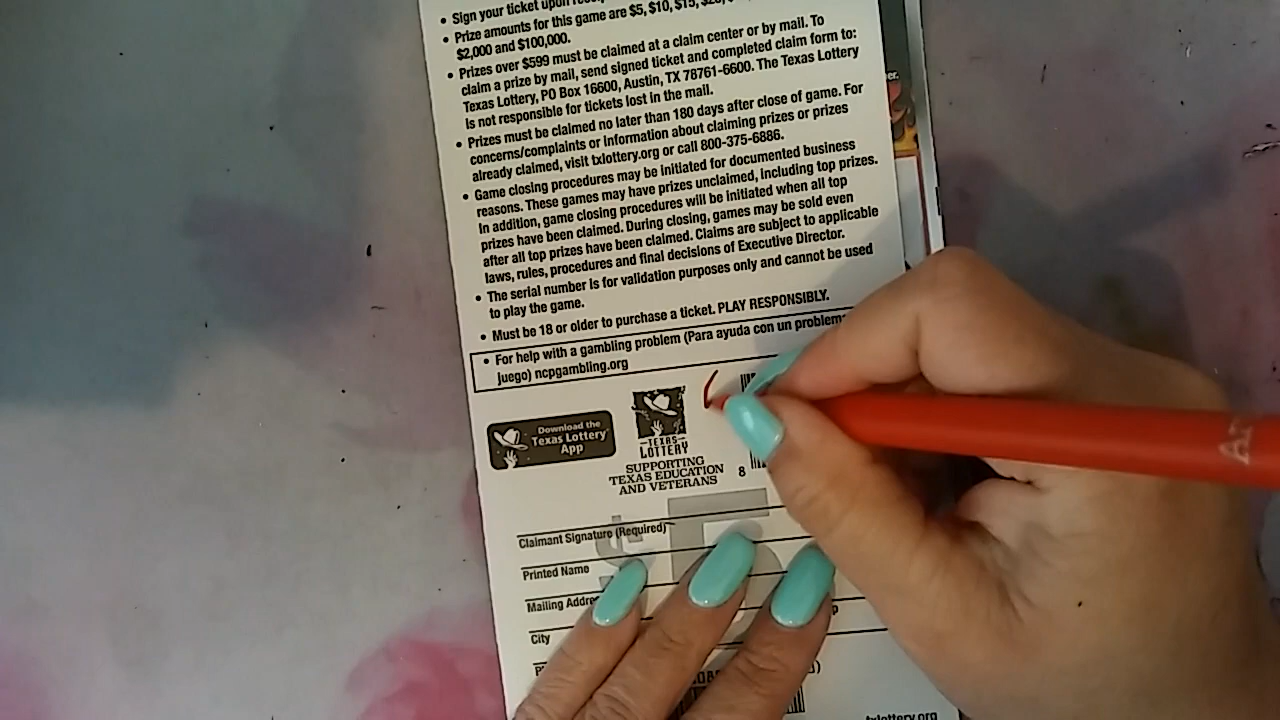 • Sign your ticket upon
• Prize amounts for this game are $5, $10, $15,
$2,000 and $100,000.
• Prizes over $599 must be claimed at a claim center or by mail. To
claim a prize by mail, send signed ticket and completed claim form to:
Texas Lottery, PO Box 16600, Austin, TX 78761-6600. The Texas Lottery
is not responsible for tickets lost in the mail.
• Prizes must be claimed no later than 180 days after close of game. For
concerns/complaints or information about claiming prizes or prizes
already claimed, visit txlottery.org or call 800-375-6886.
• Game closing procedures may be initiated for documented business
reasons. These games may have prizes unclaimed, including top prizes.
In addition, game closing procedures will be initiated when all top
prizes have been claimed. During closing, games may be sold even
after all top prizes have been claimed. Claims are subject to applicable
laws, rules, procedures and final decisions of Executive Director.
• The serial number is for validation purposes only and cannot be used
to play the game.
• Must be 18 or older to purchase a ticket. PLAY RESPONSIBLY.
• For help with a gambling problem (Para ayuda con un problema
juego) ncpgambling.org
Download the
Texas Lottery
App
TEXAS
LOTTERY
SUPPORTING
TEXAS EDUCATION
AND VETERANS
8
Claimant Signature (Required)
Printed Name
Mailing Addre
City
txlottery.org